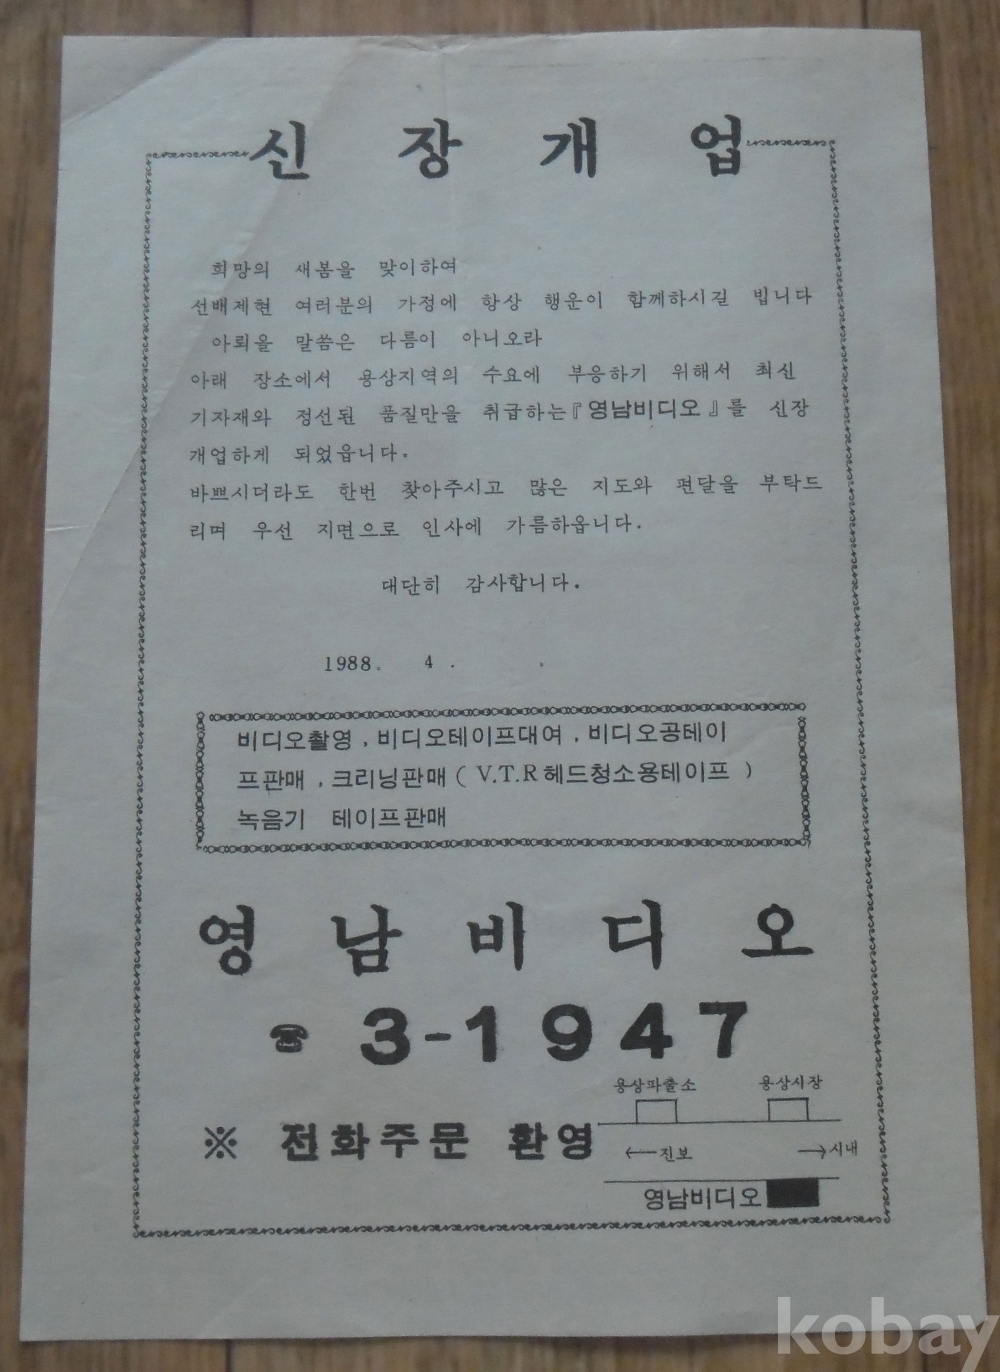 신 장 개 업
희망의 새봄을 맞이하여
선배제현 여러분의 가정에 항상 행운이 함께하시길 빕니다
아뢰을 말씀은 다름이 아니오라
아래 장소에서 용상지역의 수요에 부응하기 위해서 최신
기자재와 정선된 품질만을 취급하는『영남비디오』를 신장
개업하게 되었읍니다.
바쁘시더라도 한번 찾아주시고 많은 지도와 편달을 부탁드
리며 우선 지면으로 인사에 가름하옵니다.
대단히 감사합니다.
1988. 4 .
비디오촬영 , 비디오테이프대여 , 비디오공테이
프판매 , 크리닝판매 ( V.T.R헤드청소용테이프 )
녹음기 테이프판매
영 남 비 디 오
☎ 3-1947
용상파출소 용상시장
※ 전화주문 환영
←진보 →시내
영남비디오
kobay